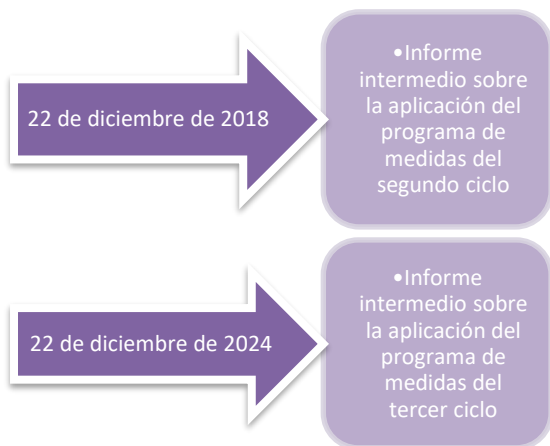 22 de diciembre de 2018
•Informe
intermedio sobre
la aplicación del
programa de
medidas del
segundo ciclo
22 de diciembre de 2024
•Informe
intermedio sobre
la aplicación del
programa de
medidas del
tercer ciclo